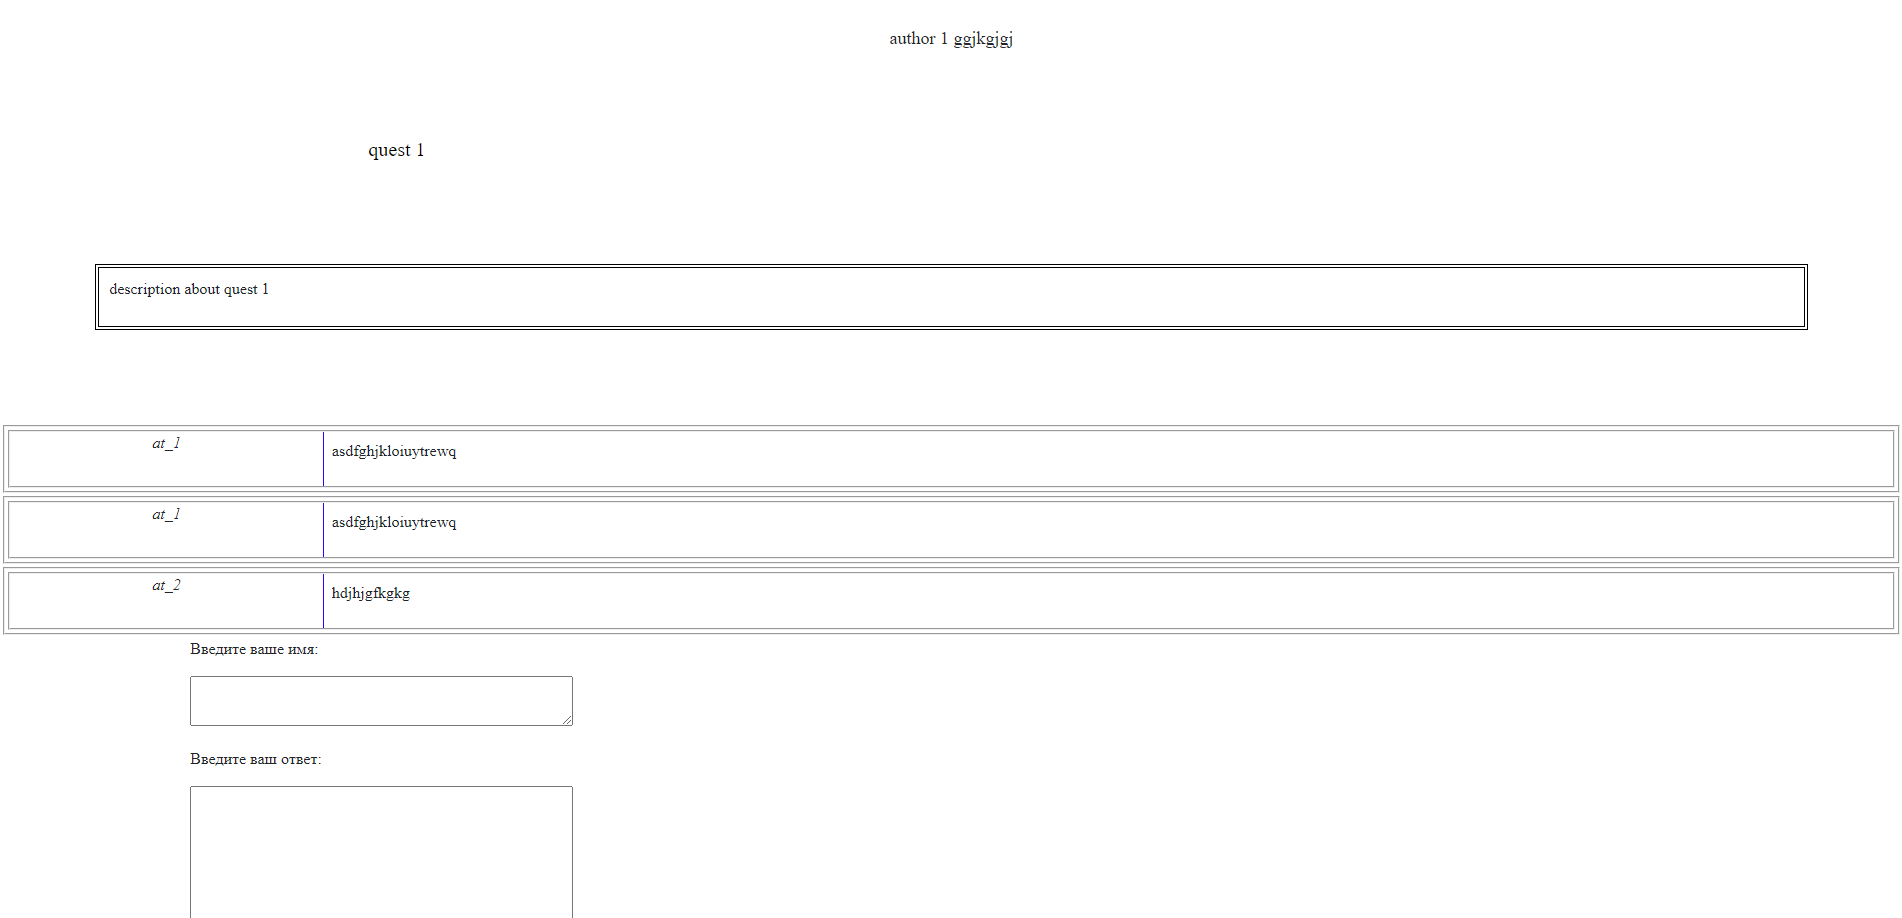 author 1 ggjkgjgj
quest 1
description about quest 1
at_1
asdfghjkloiuytrewq
at_1
asdfghjkloiuytrewq
at_2
hdjhjgfkgkg
Введите ваше имя:
Введите ваш ответ: